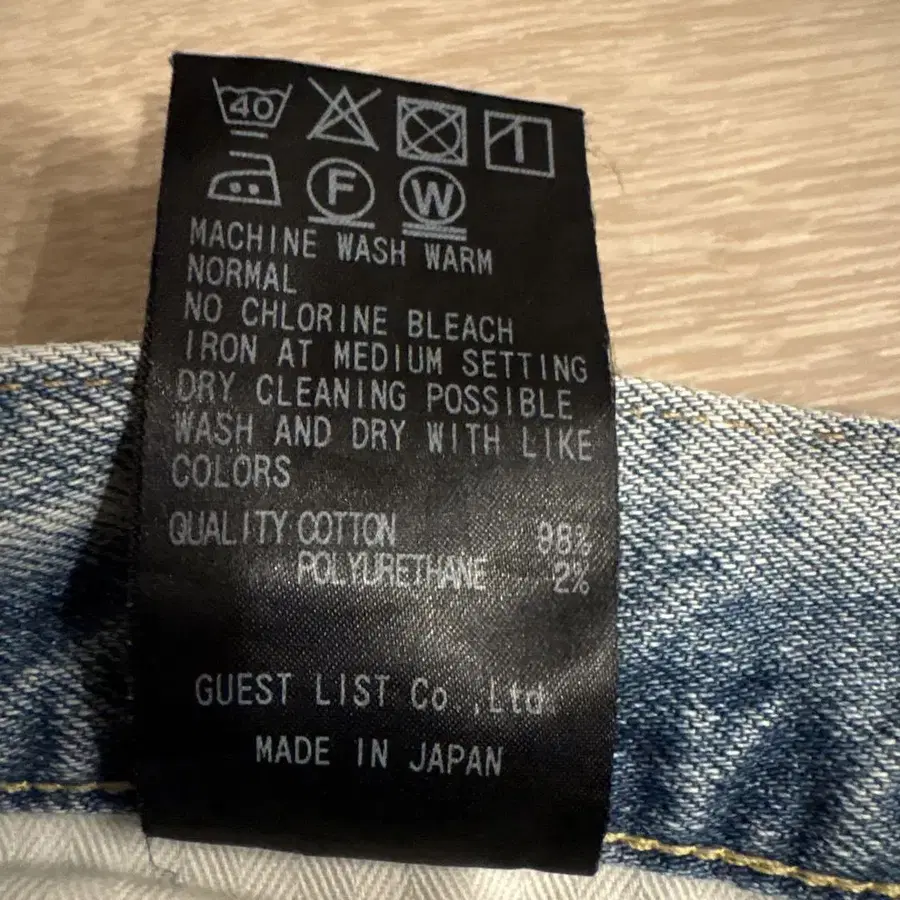 40
F W
MACHINE WASH WARM
NORMAL
NO CHLORINE BLEACH
IRON AT MEDIUM SETTING
DRY CLEANING POSSIBLE
WASH AND DRY WITH LIKE
COLORS
QUALITY COTTON 98%
POLYURETHANE 2%
GUEST LIST Co.,Ltd.
MADE IN JAPAN